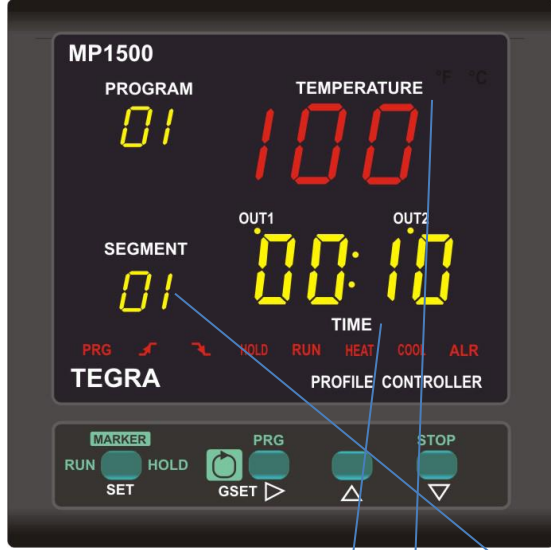 MP1500
PROGRAM
TEMPERATURE
°F °C
01
100
OUT1
OUT2
SEGMENT
00:10
01
TIME
PRG
HOLD RUN HEAT COOL ALR
TEGRA
PROFILE CONTROLLER
MARKER
PRG
STOP
RUN
HOLD
SET
GSET